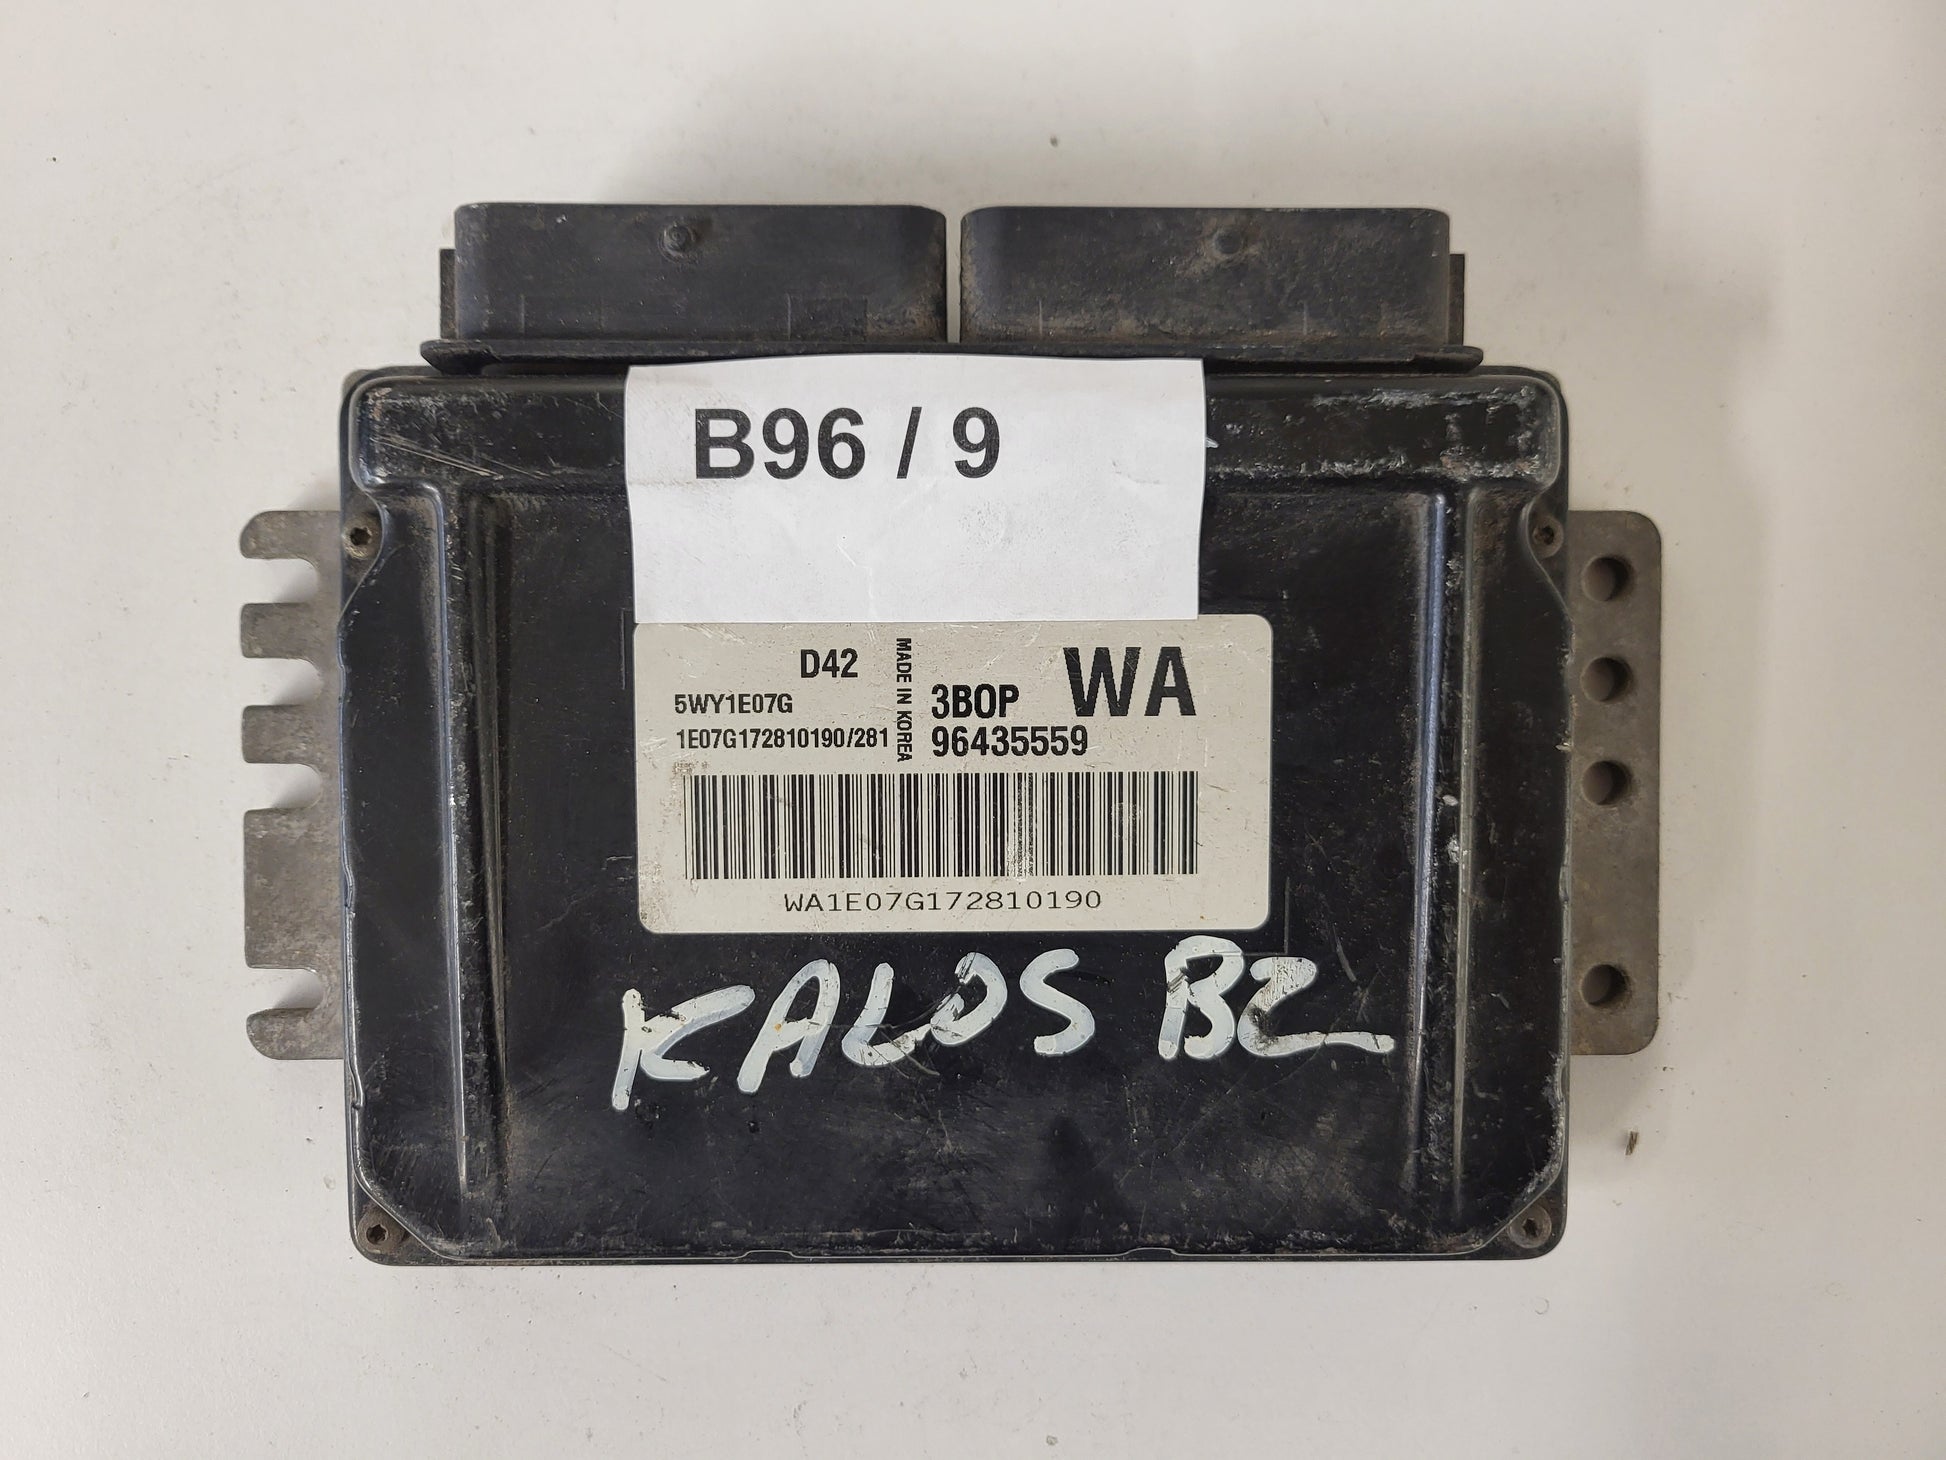 B96 / 9
D42
MADE IN KOREA
WA
5WY1E07G
3BOP
1E07G172810190/281
96435559
WA1E07G172810190
KALOS BZ